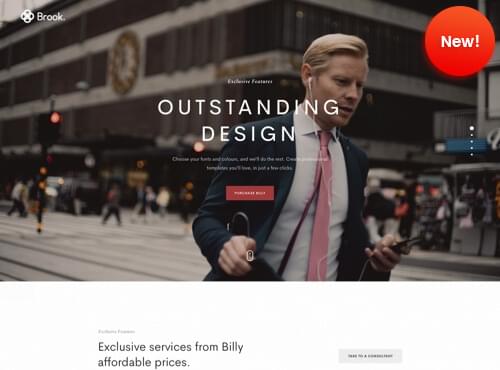 Brook.
New!
Exclusive Features
OUTSTANDING
DESIGN
Choose your fonts and colours, and we'll do the rest. Create professional
templates you'll love, in just a few clicks.
PURCHASE BILLY
Exclusive Features
Exclusive services from Billy
affordable prices.
TALK TO A CONSULTANT